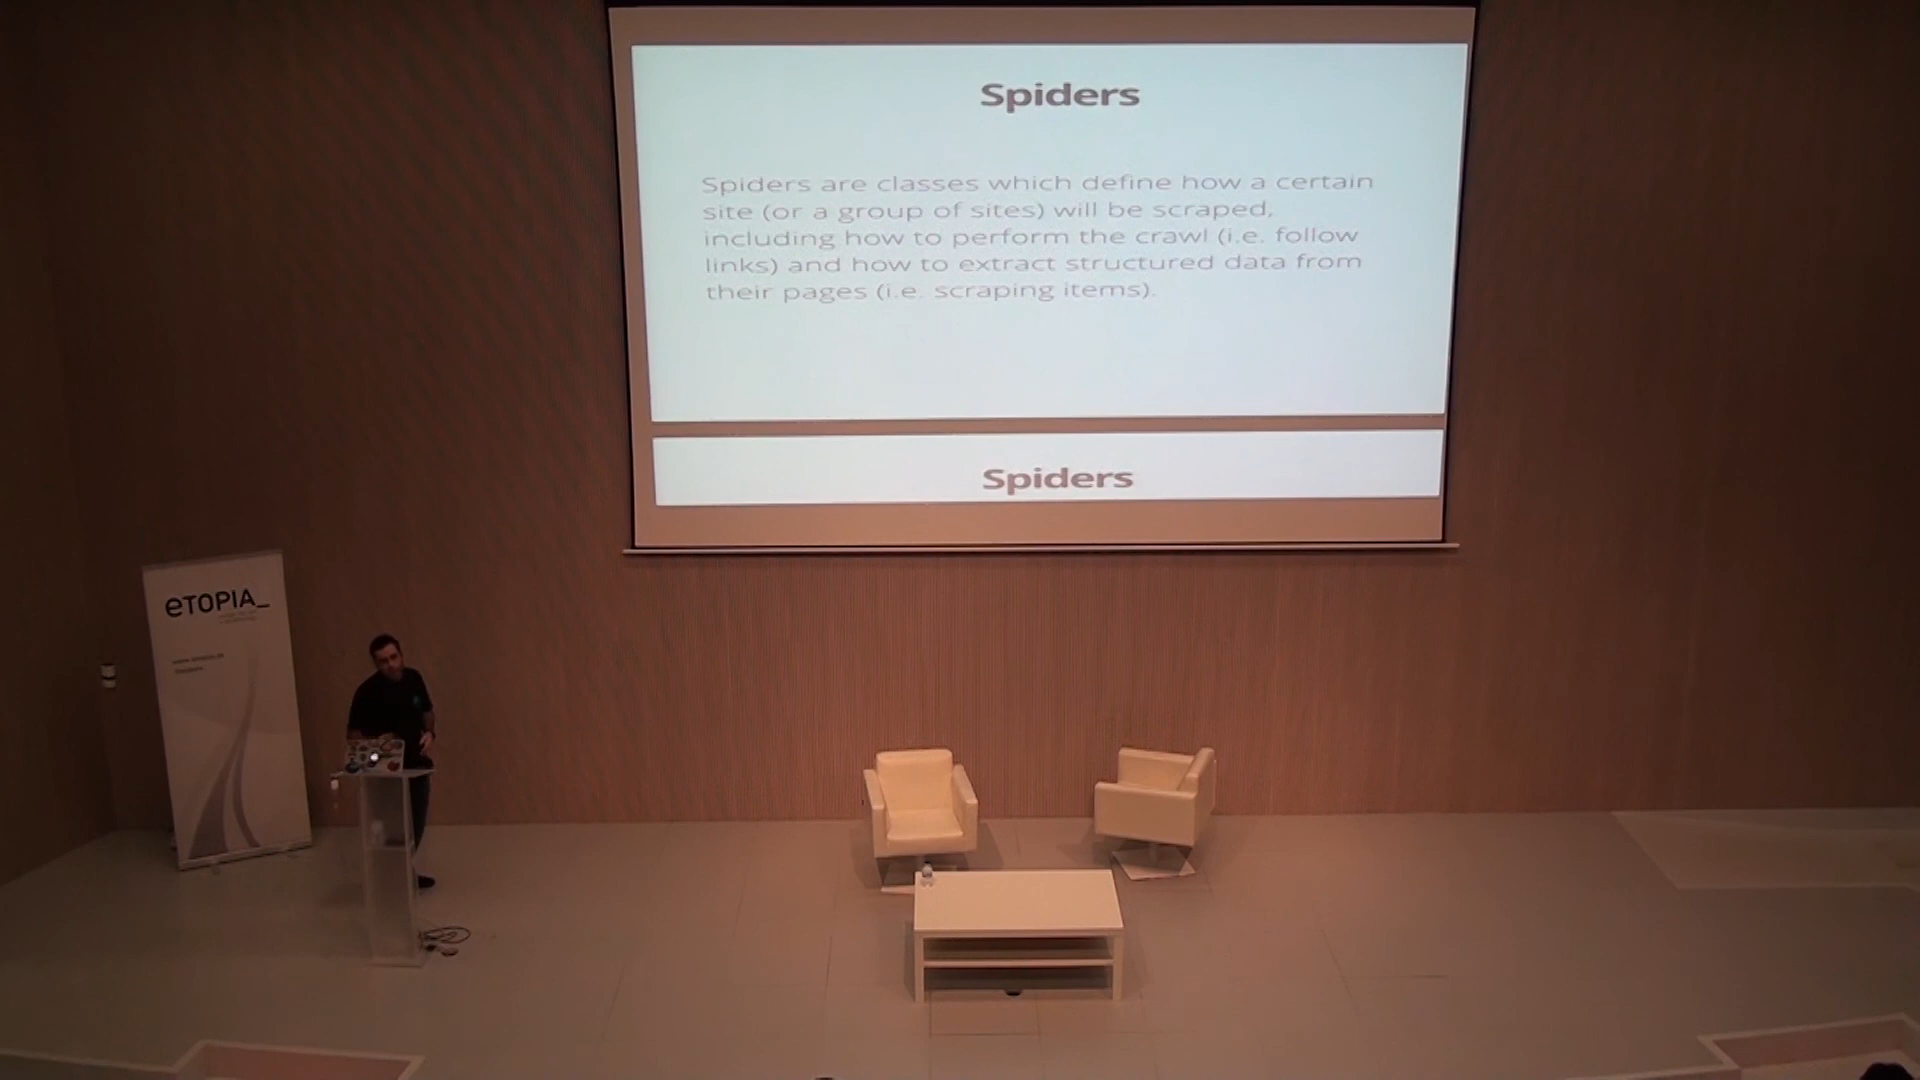 Spiders
Spiders are classes which define how a certain
site (or a group of sites) will be scraped,
including how to perform the crawl (i.e. follow
links) and how to extract structured data from
their pages (i.e. scraping items).
Spiders
eTOPIA_